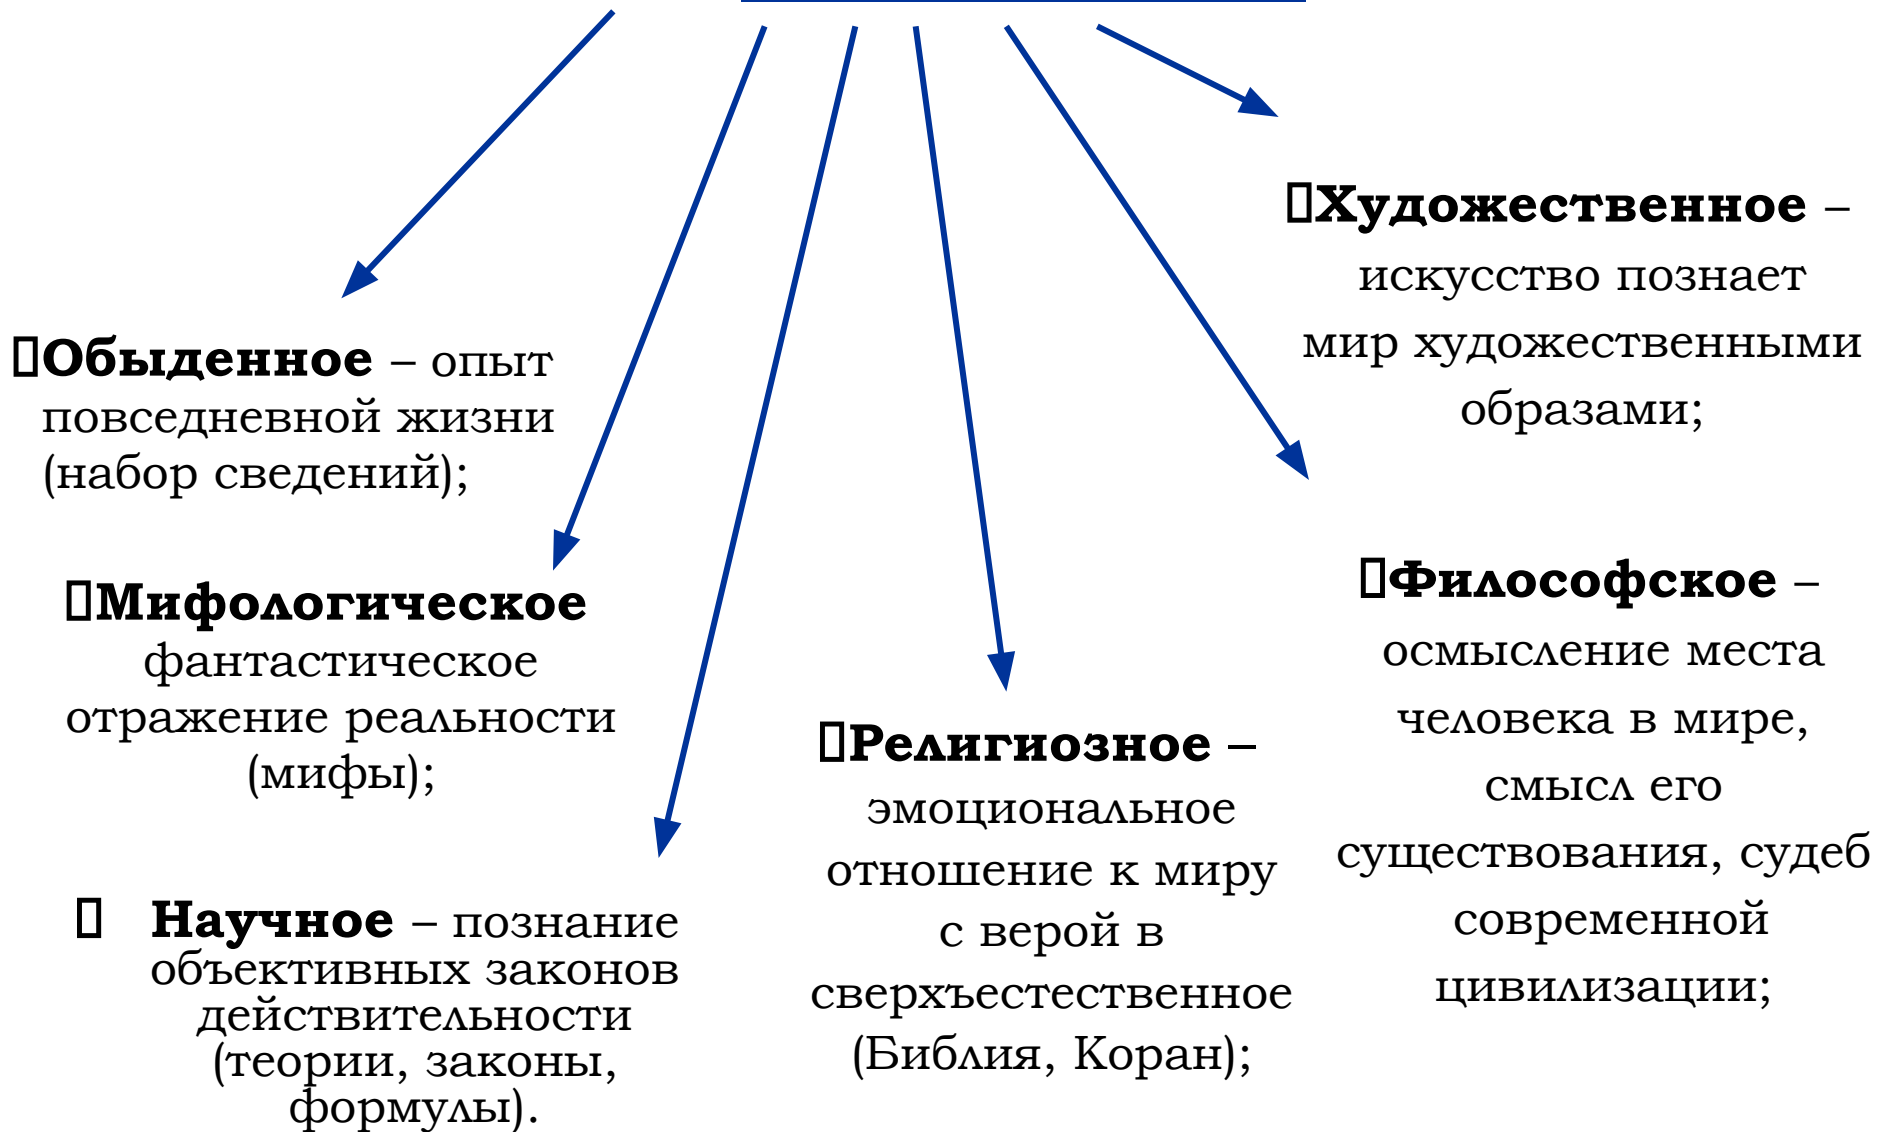 Обыденное – опыт
повседневной жизни
(набор сведений);
Мифологическое
фантастическое
отражение реальности
(мифы);
Научное – познание
объективных законов
действительности
(теории, законы,
формулы).
Религиозное –
эмоциональное
отношение к миру
с верой в
сверхъестественное
(Библия, Коран);
Художественное –
искусство познает
мир художественными
образами;
Философское –
осмысление места
человека в мире,
смысл его
существования, судеб
современной
цивилизации;